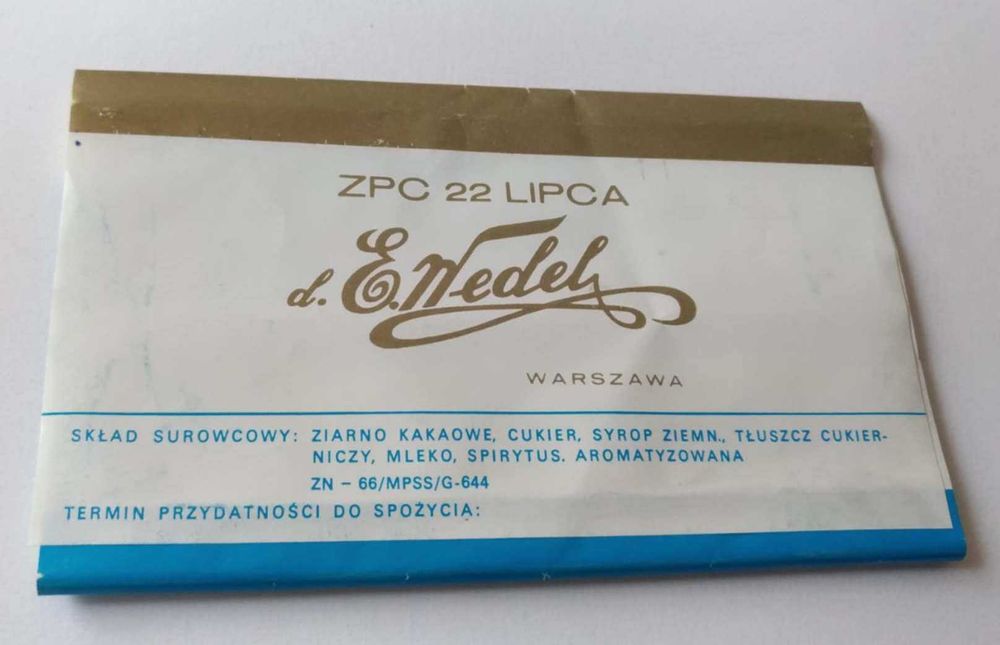 ZPC 22 LIPCA
d. E. Wedel
WARSZAWA
SKŁAD SUROWCOWY: ZIARNO KAKAOWE, CUKIER, SYROP ZIEMN., TŁUSZCZ CUKIER-
NICZY, MLEKO, SPIRYTUS. AROMATYZOWANA
ZN – 66/MPSS/G-644
TERMIN PRZYDATNOŚCI DO SPOŻYCIA: